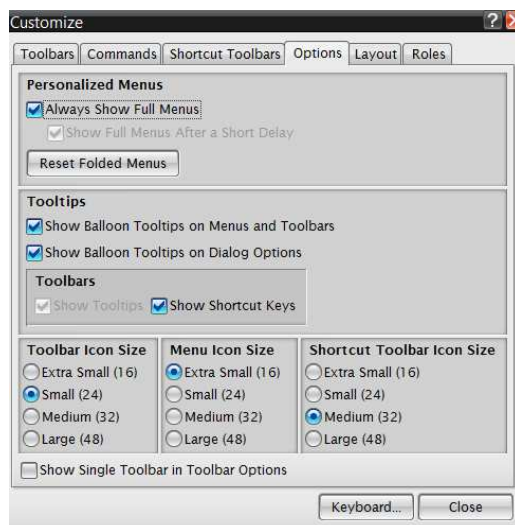 Customize
Toolbars Commands Shortcut Toolbars Options Layout Roles
Personalized Menus
Always Show Full Menus
Show Full Menus After a Short Delay
Reset Folded Menus
Tooltips
Show Balloon Tooltips on Menus and Toolbars
Show Balloon Tooltips on Dialog Options
Toolbars
Show Tooltips Show Shortcut Keys
Toolbar Icon Size Menu Icon Size Shortcut Toolbar Icon Size
Extra Small (16) Extra Small (16) Extra Small (16)
Small (24) Small (24) Small (24)
Medium (32) Medium (32) Medium (32)
Large (48) Large (48) Large (48)
Show Single Toolbar in Toolbar Options
Keyboard... Close